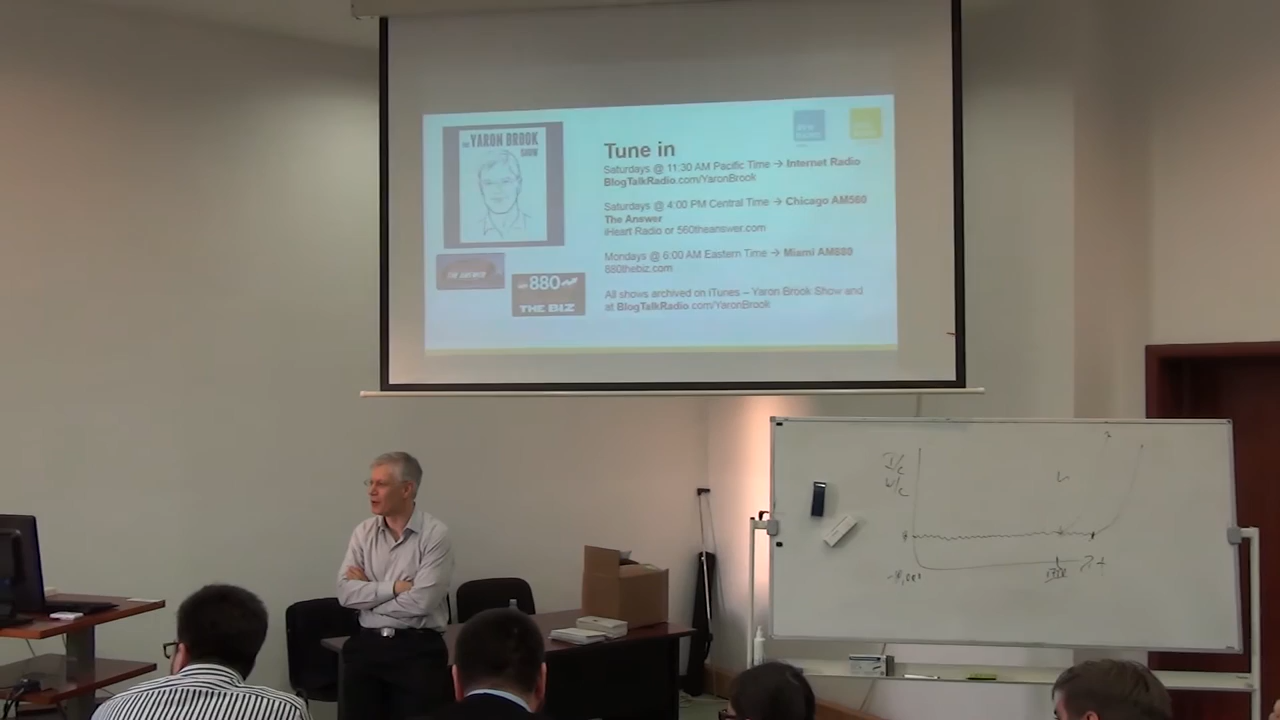 THE YARON BROOK
SHOW
Tune in
Saturdays @ 11:30 AM Pacific Time → Internet Radio
BlogTalkRadio.com/YaronBrook
Saturdays @ 4:00 PM Central Time → Chicago AM560
The Answer
iHeart Radio or 560theanswer.com
Mondays @ 6:00 AM Eastern Time → Miami AM880
880thebiz.com
All shows archived on iTunes – Yaron Brook Show and
at BlogTalkRadio.com/YaronBrook
THE ANSWER
880
THE BIZ
I/c
W/c